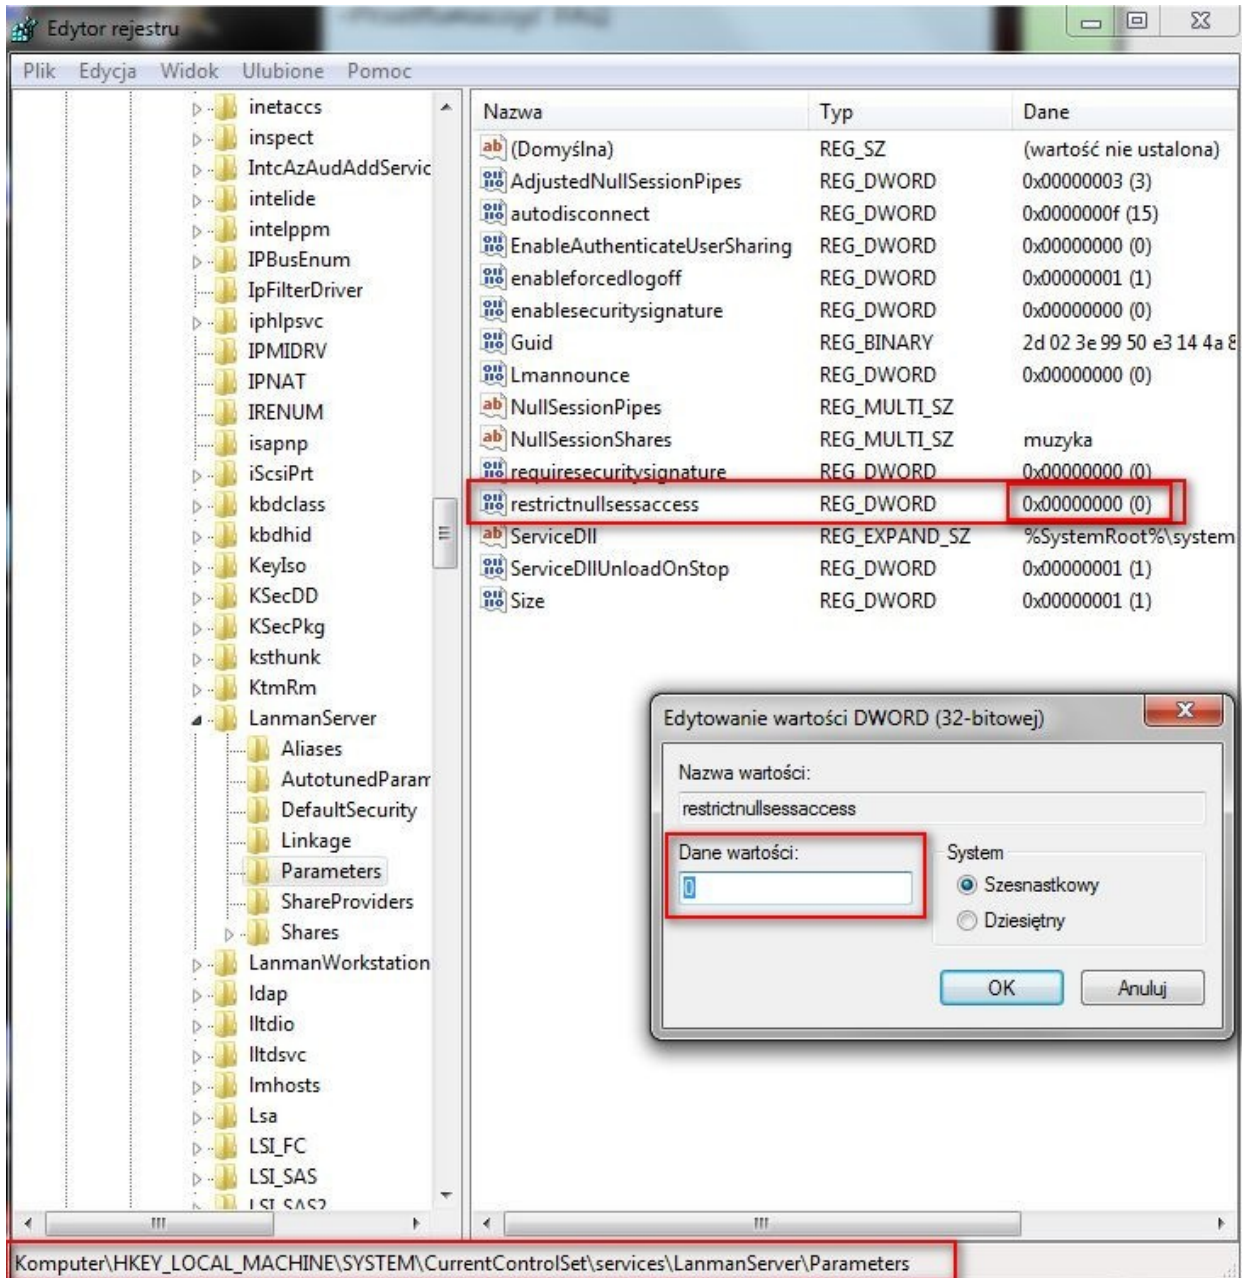 Edytor rejestru
Plik Edycja Widok Ulubione Pomoc
inetaccs
inspect
IntcAzAudAddServic
intelide
intelppm
IPBusEnum
IpFilterDriver
iphlpsvc
IPMIDRV
IPNAT
IRENUM
isapnp
iScsiPrt
kbdclass
kbdhid
KeyIso
KSecDD
KSecPkg
ksthunk
KtmRm
LanmanServer
Aliases
AutotunedParam
DefaultSecurity
Linkage
Parameters
ShareProviders
Shares
LanmanWorkstation
ldap
lltdio
lltdsvc
lmhosts
Lsa
LSI_FC
LSI_SAS
LSI_SAS2
Nazwa Typ Dane
(Domyślna) REG_SZ (wartość nie ustalona)
AdjustedNullSessionPipes REG_DWORD 0x00000003 (3)
autodisconnect REG_DWORD 0x0000000f (15)
EnableAuthenticateUserSharing REG_DWORD 0x00000000 (0)
enableforcedlogoff REG_DWORD 0x00000001 (1)
enablesecuritysignature REG_DWORD 0x00000000 (0)
Guid REG_BINARY 2d 02 3e 99 50 e3 14 4a 8
Lmannounce REG_DWORD 0x00000000 (0)
NullSessionPipes REG_MULTI_SZ
NullSessionShares REG_MULTI_SZ muzyka
requiresecuritysignature REG_DWORD 0x00000000 (0)
restrictnullsessaccess REG_DWORD 0x00000000 (0)
ServiceDll REG_EXPAND_SZ %SystemRoot%\system
ServiceDllUnloadOnStop REG_DWORD 0x00000001 (1)
Size REG_DWORD 0x00000001 (1)
Edytowanie wartości DWORD (32-bitowej)
Nazwa wartości:
restrictnullsessaccess
Dane wartości:
0
System
Szesnastkowy
Dziesiętny
OK Anuluj
Komputer\HKEY_LOCAL_MACHINE\SYSTEM\CurrentControlSet\services\LanmanServer\Parameters